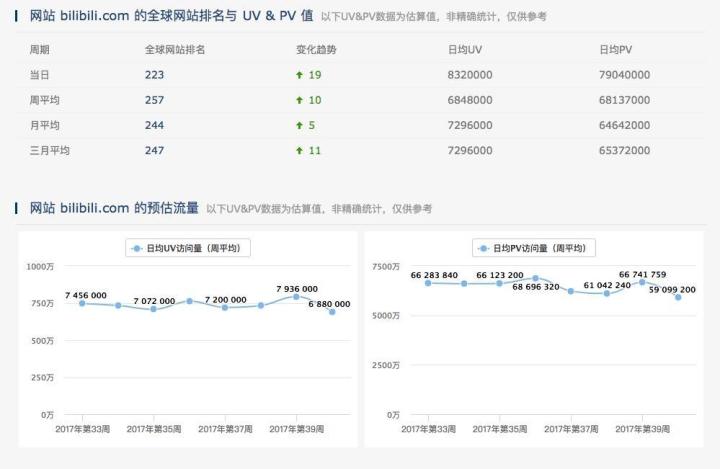 网站 bilibili.com 的全球网站排名与 UV & PV 值 以下UV&PV数据为估算值，非精确统计，仅供参考
周期 全球网站排名 变化趋势 日均UV 日均PV
当日 223 19 8320000 79040000
周平均 257 10 6848000 68137000
月平均 244 5 7296000 64642000
三月平均 247 11 7296000 65372000
网站 bilibili.com 的预估流量 以下UV&PV数据为估算值，非精确统计，仅供参考
日均UV访问量（周平均）
1000万
750万
500万
250万
0万
7 456 000
7 072 000
7 200 000
7 936 000
6 880 000
2017年第33周 2017年第35周 2017年第37周 2017年第39周
日均PV访问量（周平均）
7500万
5000万
2500万
0万
66 283 840
66 123 200
68 696 320
61 042 240
66 741 759
59 099 200
2017年第33周 2017年第35周 2017年第37周 2017年第39周